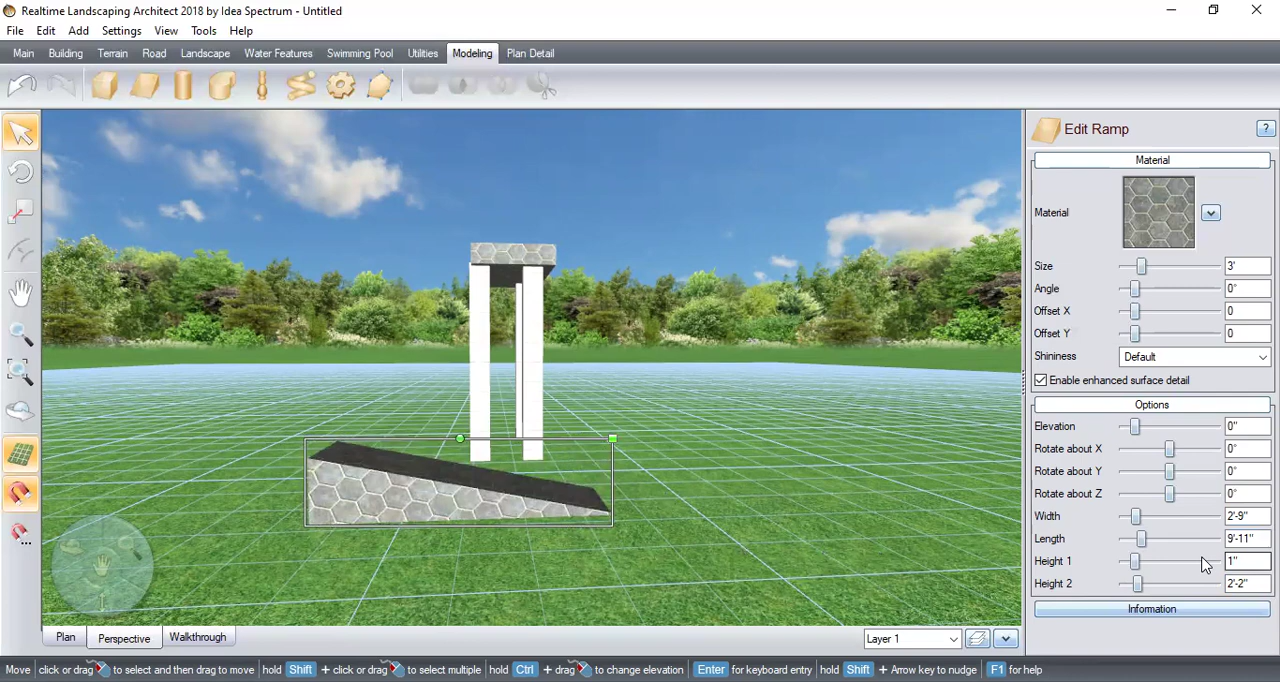 Realtime Landscaping Architect 2018 by Idea Spectrum - Untitled
File Edit Add Settings View Tools Help
Main Building Terrain Road Landscape Water Features Swimming Pool Utilities Modeling Plan Detail
Edit Ramp ?
Material
Material
Size 3'
Angle 0°
Offset X 0
Offset Y 0
Shininess Default
Enable enhanced surface detail
Options
Elevation 0"
Rotate about X 0°
Rotate about Y 0°
Rotate about Z 0°
Width 2'-9"
Length 9'-11"
Height 1 1"
Height 2 2'-2"
Information
Plan Perspective Walkthrough Layer 1
Move click or drag to select and then drag to move hold Shift + click or drag to select multiple hold Ctrl + drag to change elevation Enter for keyboard entry hold Shift + Arrow key to nudge F1 for help